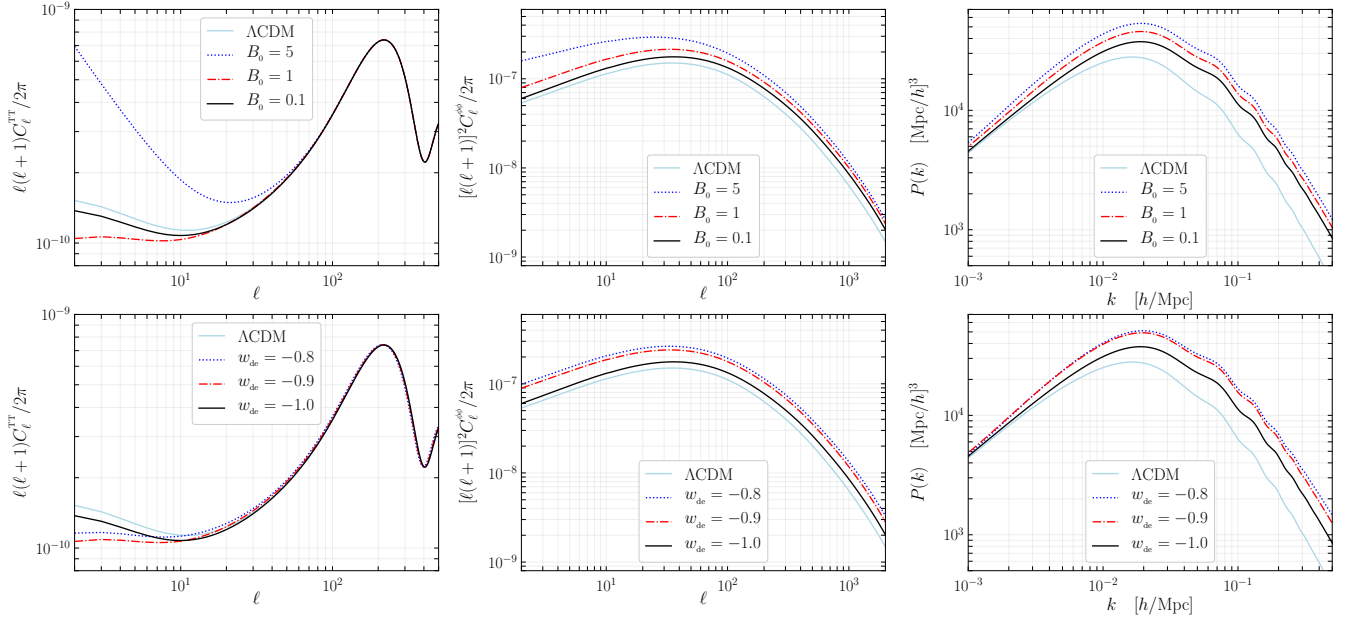 10⁻⁹
10⁻¹⁰
ℓ(ℓ + 1)C_ℓ^TT/2π
ΛCDM
B₀ = 5
B₀ = 1
B₀ = 0.1
10¹
10²
ℓ
10⁻⁷
10⁻⁸
10⁻⁹
[ℓ(ℓ + 1)]²C_ℓ^ϕϕ/2π
ΛCDM
B₀ = 5
B₀ = 1
B₀ = 0.1
10¹
10²
10³
ℓ
10⁴
10³
P(k) [Mpc/h]³
ΛCDM
B₀ = 5
B₀ = 1
B₀ = 0.1
10⁻³
10⁻²
10⁻¹
k [h/Mpc]
10⁻⁹
10⁻¹⁰
ℓ(ℓ + 1)C_ℓ^TT/2π
ΛCDM
w_de = −0.8
w_de = −0.9
w_de = −1.0
10¹
10²
ℓ
10⁻⁷
10⁻⁸
10⁻⁹
[ℓ(ℓ + 1)]²C_ℓ^ϕϕ/2π
ΛCDM
w_de = −0.8
w_de = −0.9
w_de = −1.0
10¹
10²
10³
ℓ
10⁴
10³
P(k) [Mpc/h]³
ΛCDM
w_de = −0.8
w_de = −0.9
w_de = −1.0
10⁻³
10⁻²
10⁻¹
k [h/Mpc]